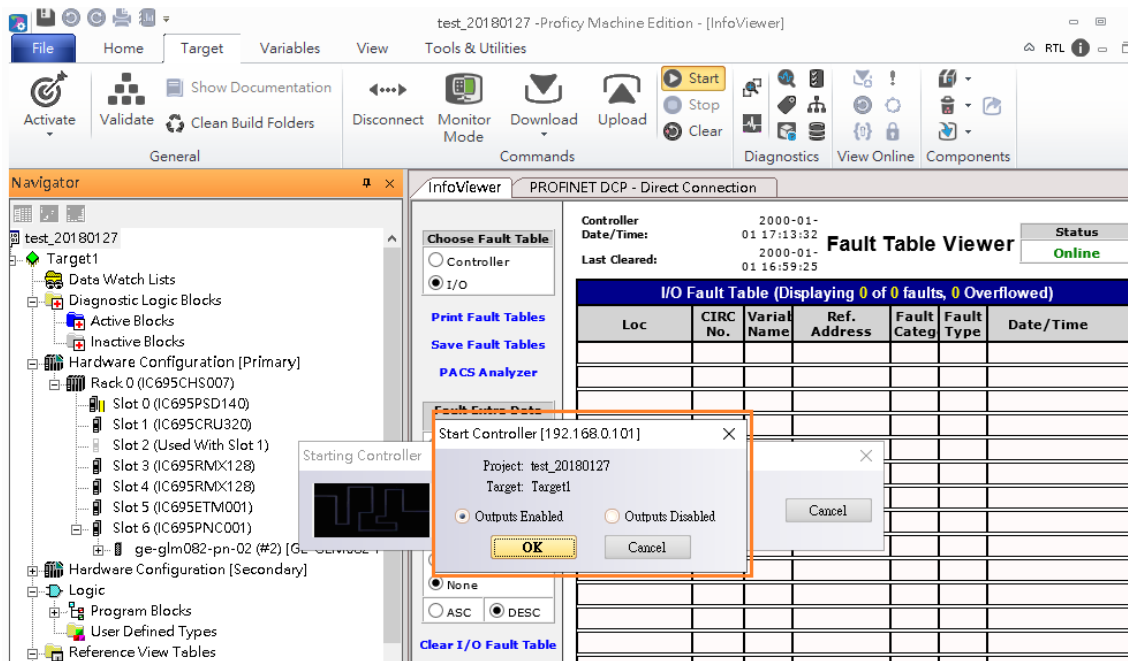 test_20180127 -Proficy Machine Edition - [InfoViewer]
File Home Target Variables View Tools & Utilities RTL
Activate
Validate
Show Documentation
Clean Build Folders
General
Disconnect
Monitor Mode
Download
Upload
Start
Stop
Clear
Commands
Diagnostics
View Online
Components
Navigator
test_20180127
Target1
Data Watch Lists
Diagnostic Logic Blocks
Active Blocks
Inactive Blocks
Hardware Configuration [Primary]
Rack 0 (IC695CHS007)
Slot 0 (IC695PSD140)
Slot 1 (IC695CRU320)
Slot 2 (Used With Slot 1)
Slot 3 (IC695RMX128)
Slot 4 (IC695RMX128)
Slot 5 (IC695ETM001)
Slot 6 (IC695PNC001)
ge-glm082-pn-02 (#2)
Hardware Configuration [Secondary]
Logic
Program Blocks
User Defined Types
Reference View Tables
InfoViewer
PROFINET DCP - Direct Connection
Choose Fault Table
Controller
I/O
Print Fault Tables
Save Fault Tables
PACS Analyzer
Fault Extra Data
None
ASC DESC
Clear I/O Fault Table
Controller Date/Time:
2000-01-
01 17:13:32
Last Cleared:
2000-01-
01 16:59:25
Fault Table Viewer
Status
Online
I/O Fault Table (Displaying 0 of 0 faults, 0 Overflowed)
Loc
CIRC No.
Variab Name
Ref. Address
Fault Categ
Fault Type
Date/Time
Starting Controller
Cancel
Start Controller [192.168.0.101]
Project: test_20180127
Target: Target1
Outputs Enabled
Outputs Disabled
OK
Cancel